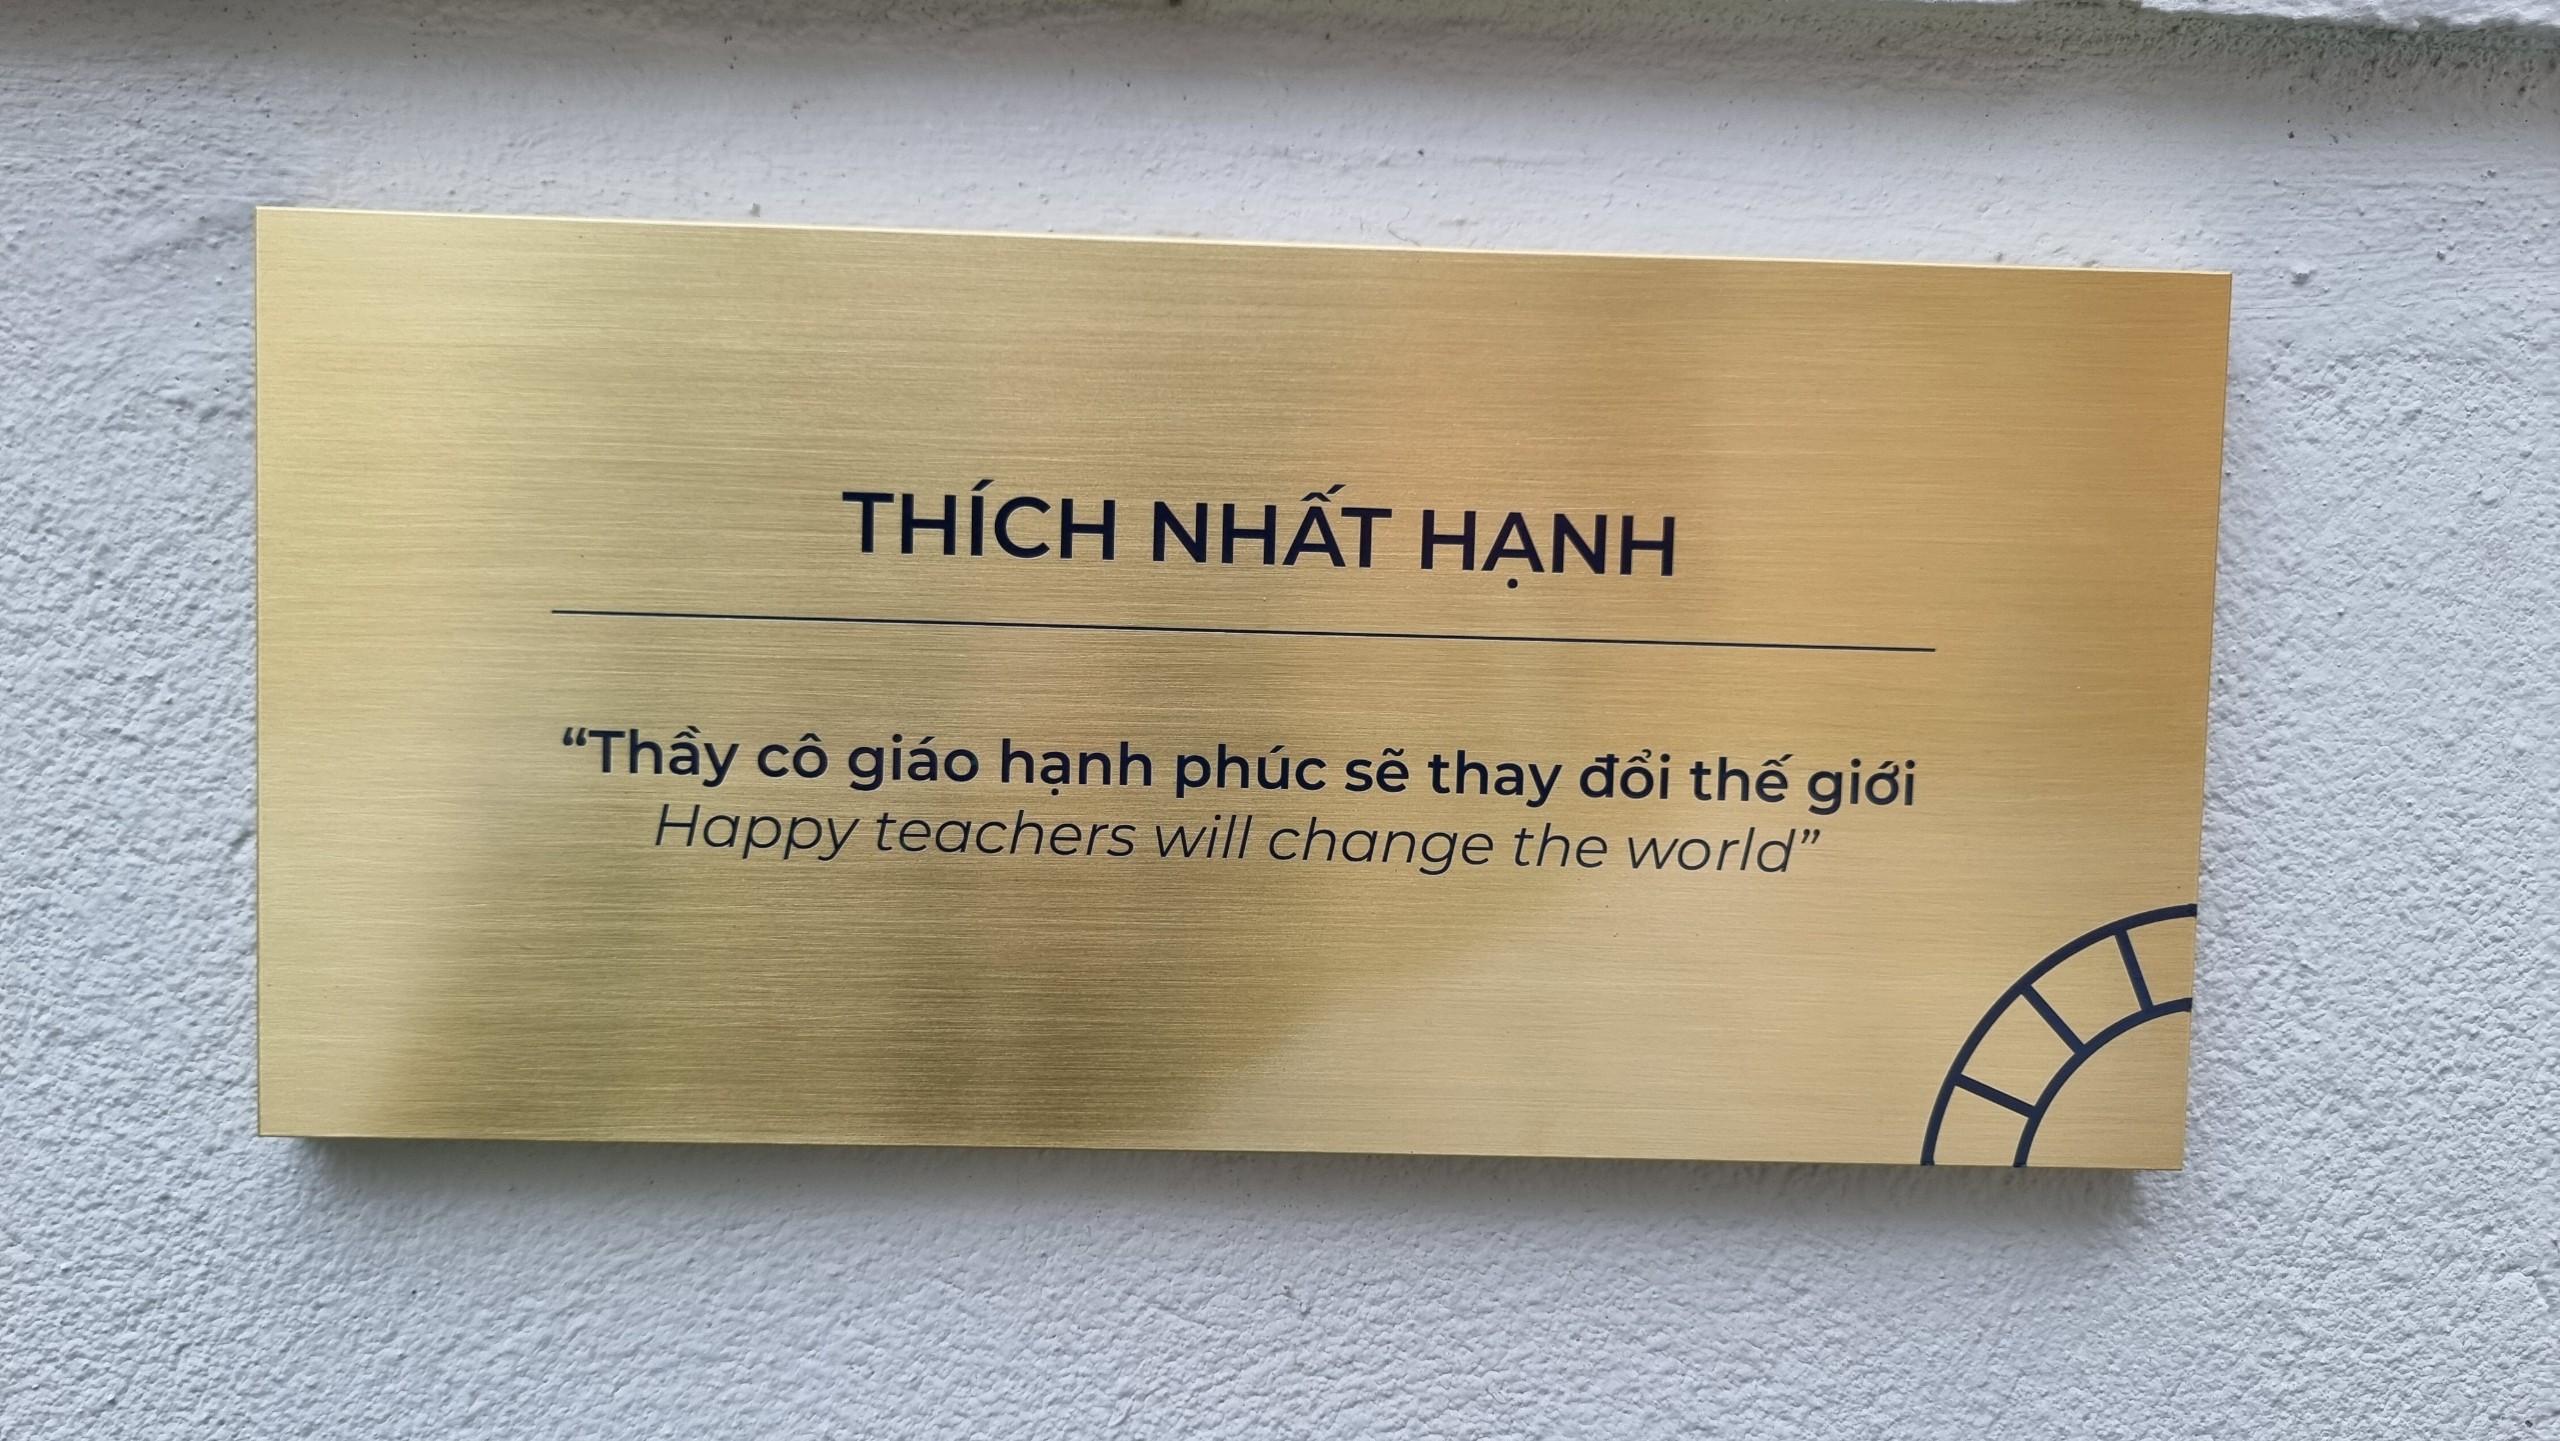 THÍCH NHẤT HẠNH
“Thầy cô giáo hạnh phúc sẽ thay đổi thế giới
Happy teachers will change the world”